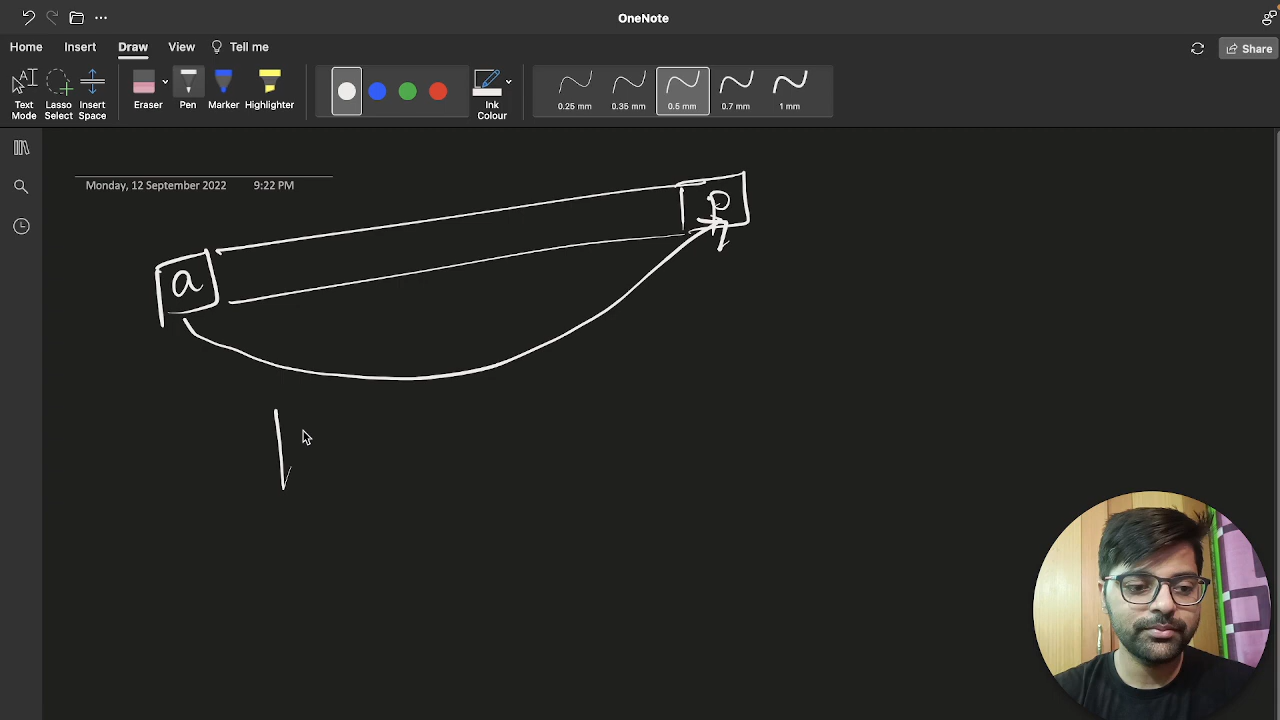 OneNote
Home Insert Draw View Tell me
Share
Text Mode
Lasso Select
Insert Space
Eraser
Pen
Marker
Highlighter
Ink Colour
0.25 mm
0.35 mm
0.5 mm
0.7 mm
1 mm
Monday, 12 September 2022 9:22 PM
a
P